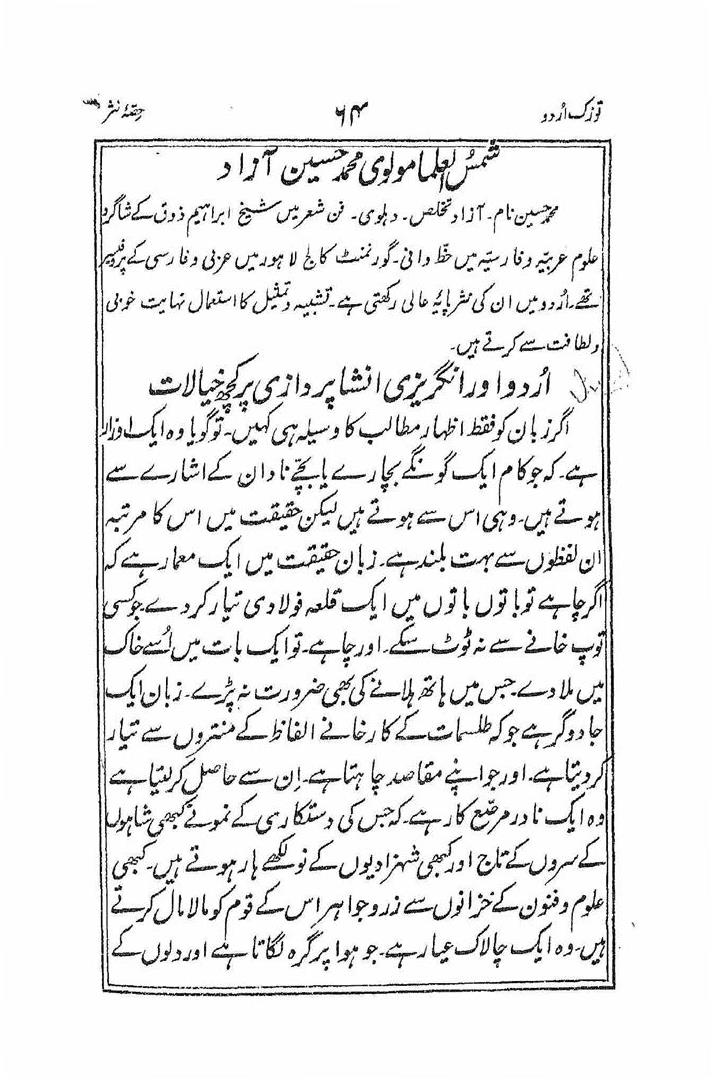 توزک اُردو ۶۴ حصّۂ نثر
شمسُ العلما مولوی محمد حسین آزاد
محمد حسین نام۔ آزاد تخلص۔ دہلوی۔ فن شعر میں شیخ ابراہیم ذوق کے شاگرد
علوم عربیّہ و فارسیّہ میں حظ وافی۔ گورنمنٹ کالج لاہور میں عربی و فارسی کے پروفیسر
تھے۔ اُردو میں ان کی نثر پایۂ عالی رکھتی ہے۔ تشبیہ و تمثیل کا استعمال نہایت خوبی
و لطافت سے کرتے ہیں۔
اُردو اور انگریزی انشا پردازی پر کچھ خیالات
اگر زبان کو فقط اظہار مطالب کا وسیلہ ہی کہیں۔ تو گویا وہ ایک اوزار
ہے۔ کہ جو کام ایک گونگے بچارے یا بچّے نادان کے اشارے سے
ہوتے ہیں۔ وہی اس سے ہوتے ہیں لیکن حقیقت میں اس کا مرتبہ
ان لفظوں سے بہت بلند ہے۔ زبان حقیقت میں ایک معمار ہے کہ
اگر چاہے تو باتوں باتوں میں ایک قلعہ فولادی تیار کر دے۔ جو کسی
توپ خانے سے نہ ٹوٹ سکے۔ اور چاہے۔ تو ایک بات میں اُسے خاک
میں ملا دے۔ جس میں ہاتھ ہلانے کی بھی ضرورت نہ پڑے۔ زبان ایک
جادوگر ہے جو کہ طلسمات کے کارخانے الفاظ کے منتروں سے تیار
کر دیتا ہے۔ اور جو اپنے مقاصد چاہتا ہے۔ اِن سے حاصل کر لیتا ہے
وہ ایک نادر مرصّع کار ہے۔ کہ جس کی دستکاری کے نمونے کبھی شاہوں
کے سروں کے تاج اور کبھی شہزادیوں کے نولکھے ہار ہوتے ہیں۔ کبھی
علوم و فنون کے خزانوں سے زر و جواہر اس کے قوم کو مالا مال کرتے
ہیں۔ وہ ایک چالاک عیار ہے۔ جو ہوا پر گرہ لگاتا ہے اور دلوں کے